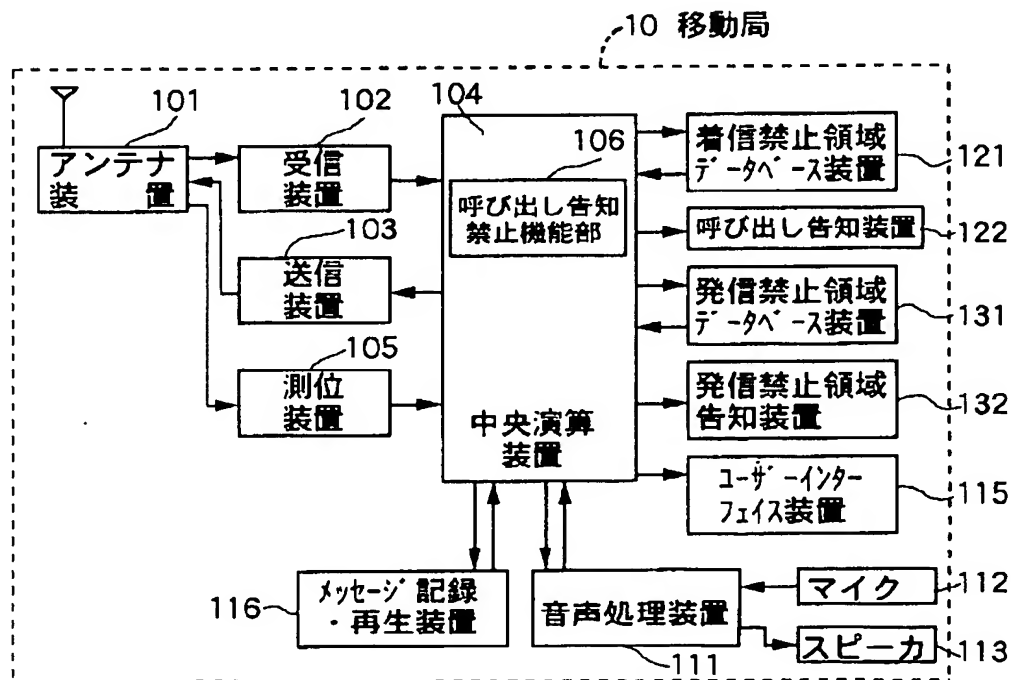 10 移動局
101
アンテナ
装置
102
受信
装置
103
送信
装置
105
測位
装置
104
106
呼び出し告知
禁止機能部
中央演算
装置
着信禁止領域
データベース装置
121
呼び出し告知装置
122
発信禁止領域
データベース装置
131
発信禁止領域
告知装置
132
ユーザーインター
フェイス装置
115
116
メッセージ記録
・再生装置
音声処理装置
111
マイク
112
スピーカ
113